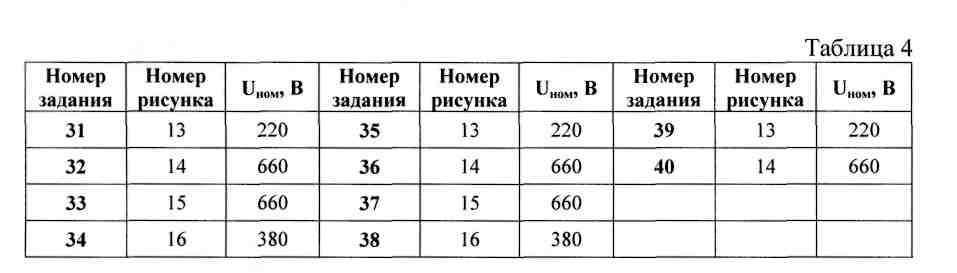 Таблица 4
Номер задания Номер рисунка Uном, В Номер задания Номер рисунка Uном, В Номер задания Номер рисунка Uном, В
31 13 220 35 13 220 39 13 220
32 14 660 36 14 660 40 14 660
33 15 660 37 15 660
34 16 380 38 16 380